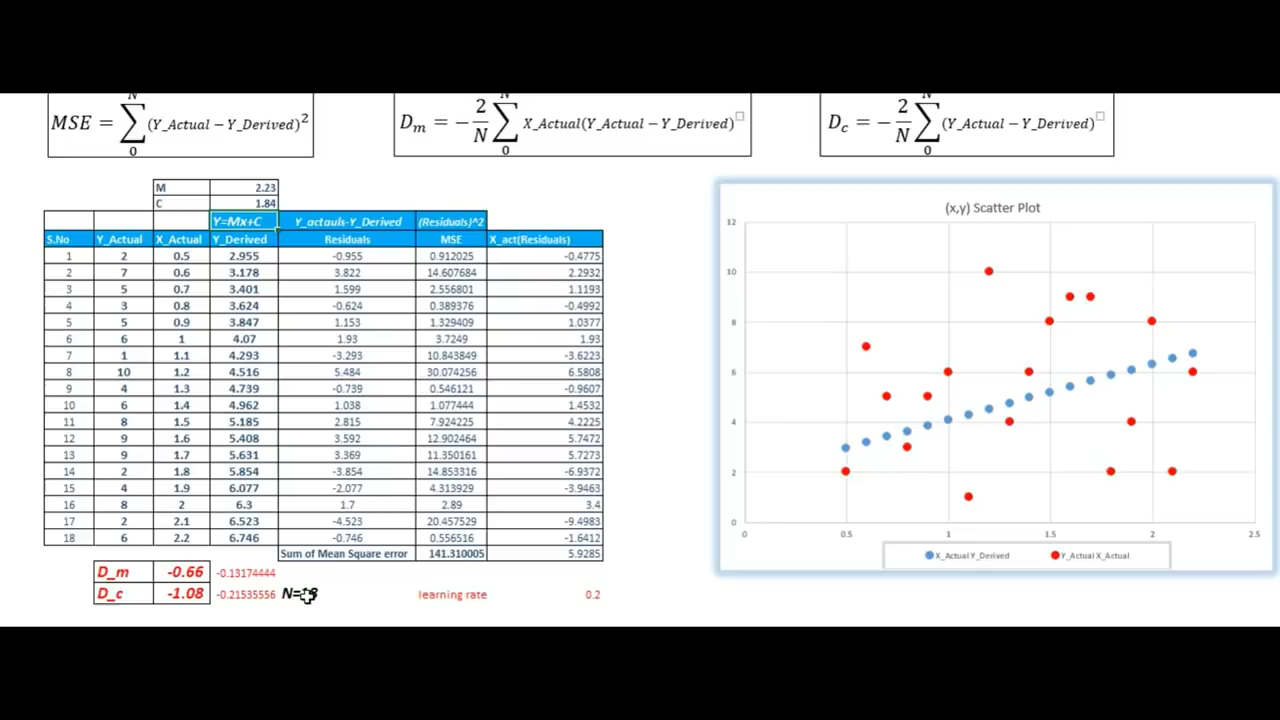 MSE = ∑ (Y_Actual − Y_Derived)²
N
0
D_m = − 2/N ∑ X_Actual(Y_Actual − Y_Derived)
N
0
D_c = − 2/N ∑ (Y_Actual − Y_Derived)
N
0
M 2.23
C 1.84
Y=Mx+C Y_actauls-Y_Derived (Residuals)^2
S.No Y_Actual X_Actual Y_Derived Residuals MSE X_act(Residuals)
1 2 0.5 2.955 -0.955 0.912025 -0.4775
2 7 0.6 3.178 3.822 14.607684 2.2932
3 5 0.7 3.401 1.599 2.556801 1.1193
4 3 0.8 3.624 -0.624 0.389376 -0.4992
5 5 0.9 3.847 1.153 1.329409 1.0377
6 6 1 4.07 1.93 3.7249 1.93
7 1 1.1 4.293 -3.293 10.843849 -3.6223
8 10 1.2 4.516 5.484 30.074256 6.5808
9 4 1.3 4.739 -0.739 0.546121 -0.9607
10 6 1.4 4.962 1.038 1.077444 1.4532
11 8 1.5 5.185 2.815 7.924225 4.2225
12 9 1.6 5.408 3.592 12.902464 5.7472
13 9 1.7 5.631 3.369 11.350161 5.7273
14 2 1.8 5.854 -3.854 14.853316 -6.9372
15 4 1.9 6.077 -2.077 4.313929 -3.9463
16 8 2 6.3 1.7 2.89 3.4
17 2 2.1 6.523 -4.523 20.457529 -9.4983
18 6 2.2 6.746 -0.746 0.556516 -1.6412
Sum of Mean Square error 141.310005 5.9285
D_m -0.66 -0.13174444
D_c -1.08 -0.21535556 N=18 learning rate 0.2
(x,y) Scatter Plot
12
10
8
6
4
2
0
0 0.5 1 1.5 2 2.5
X_Actual Y_Derived Y_Actual X_Actual